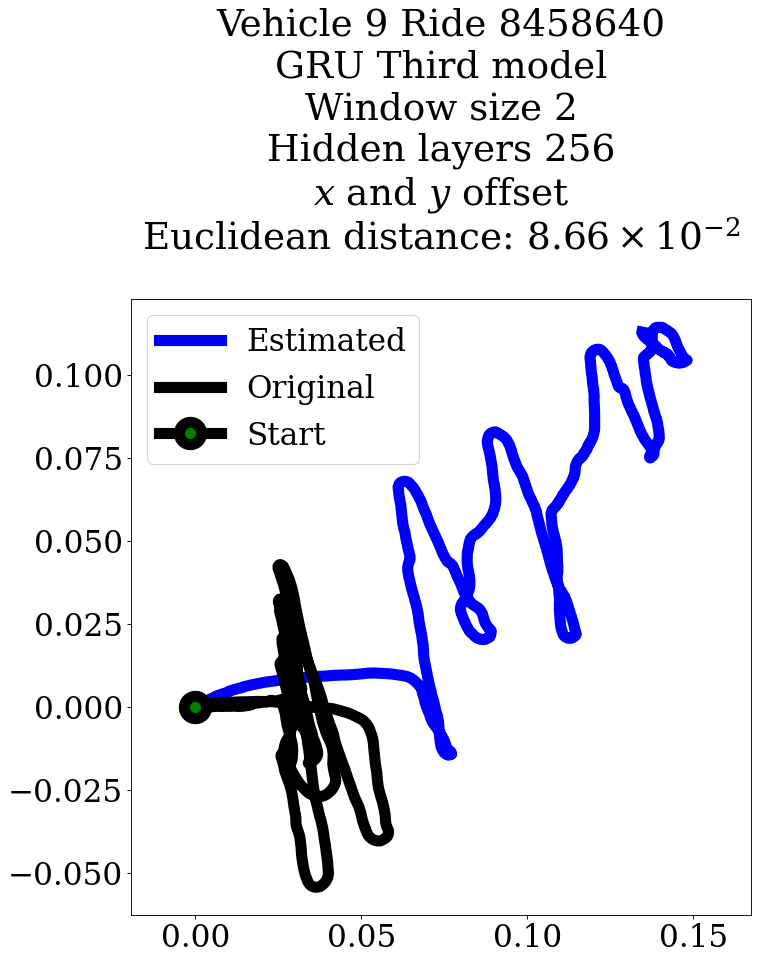 Vehicle 9 Ride 8458640
GRU Third model
Window size 2
Hidden layers 256
x and y offset
Euclidean distance: 8.66 × 10⁻²
Estimated
Original
Start
0.100
0.075
0.050
0.025
0.000
−0.025
−0.050
0.00 0.05 0.10 0.15